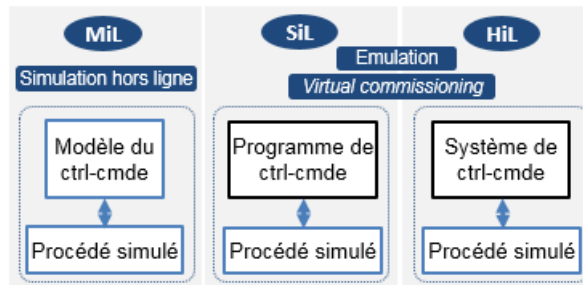 MiL
SiL
HiL
Emulation
Simulation hors ligne
Virtual commissioning
Modèle du
ctrl-cmde
Programme de
ctrl-cmde
Système de
ctrl-cmde
Procédé simulé
Procédé simulé
Procédé simulé